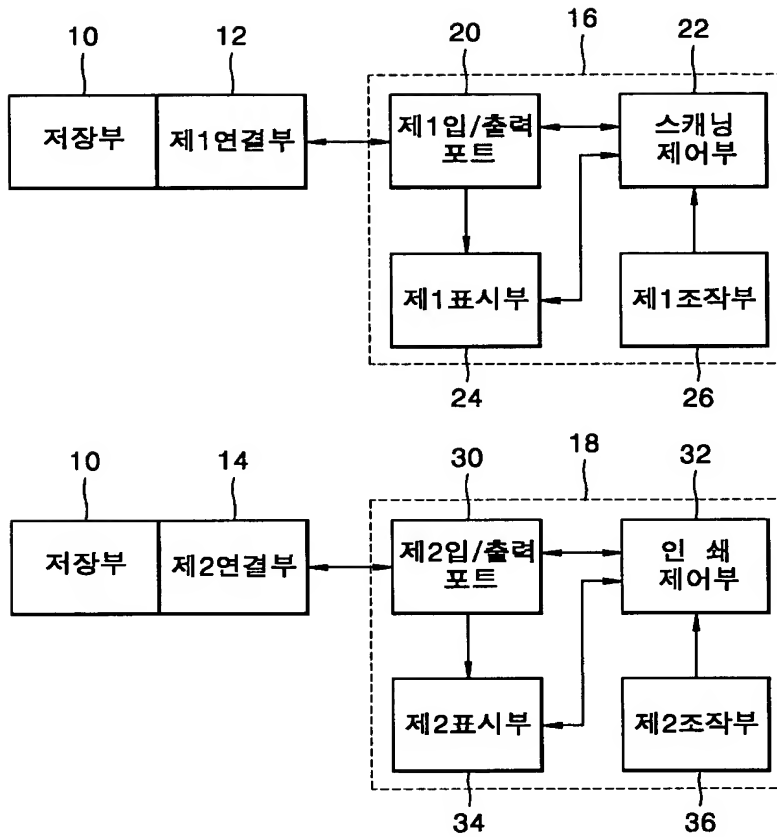 10
12
20
16
22
저장부
제1연결부
제1입/출력
포트
스캐닝
제어부
제1표시부
제1조작부
24
26
10
14
30
18
32
저장부
제2연결부
제2입/출력
포트
인 쇄
제어부
제2표시부
제2조작부
34
36